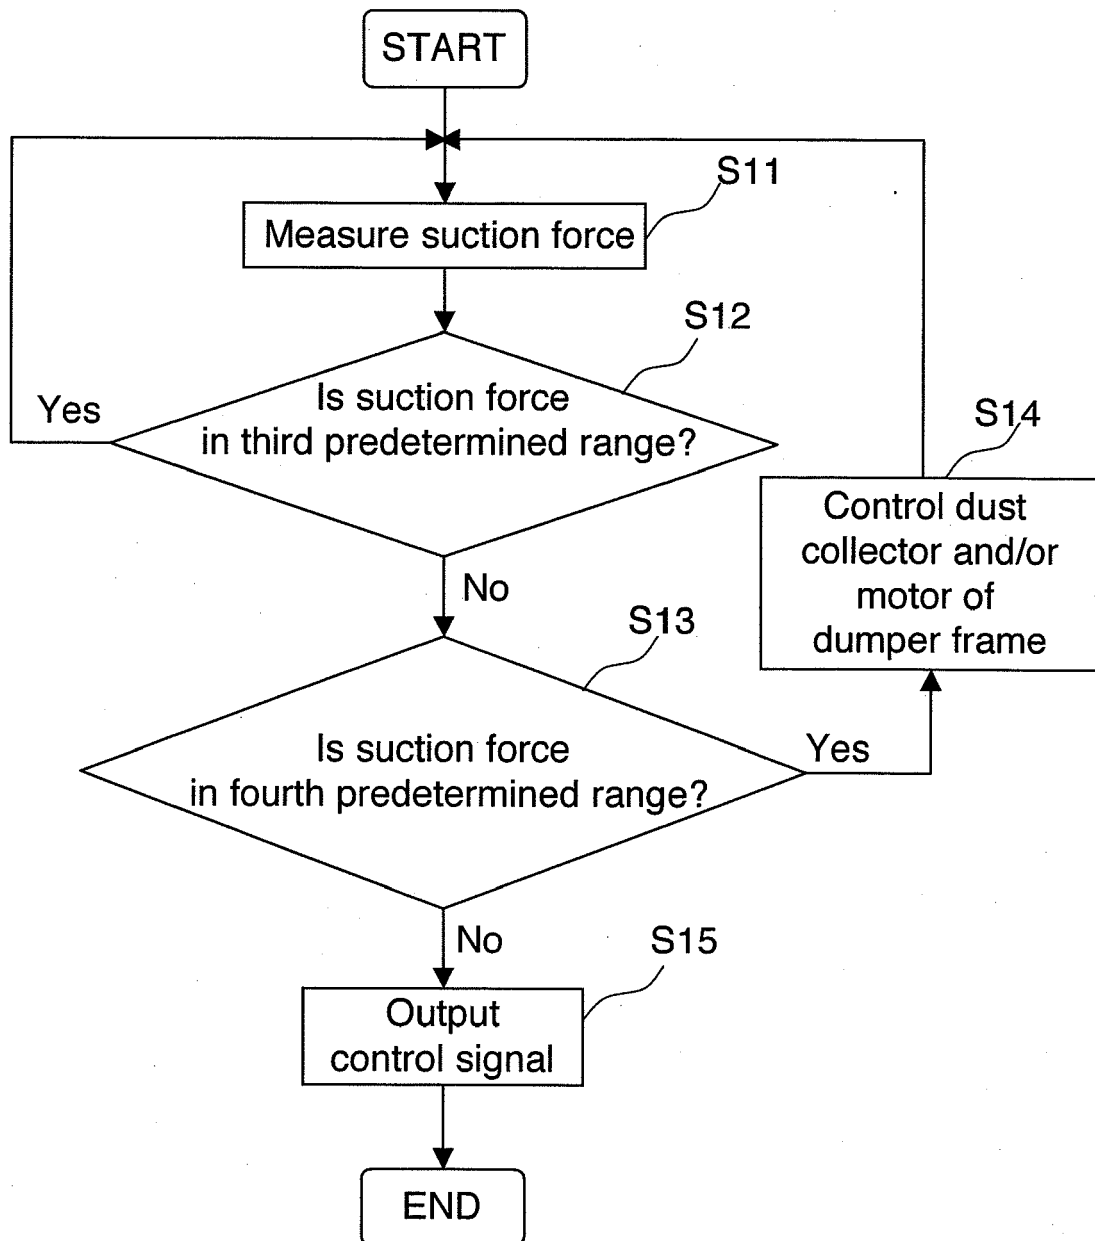 START
S11
Measure suction force
S12
Is suction force
in third predetermined range?
Yes
No
S14
Control dust
collector and/or
motor of
dumper frame
S13
Is suction force
in fourth predetermined range?
Yes
No
S15
Output
control signal
END